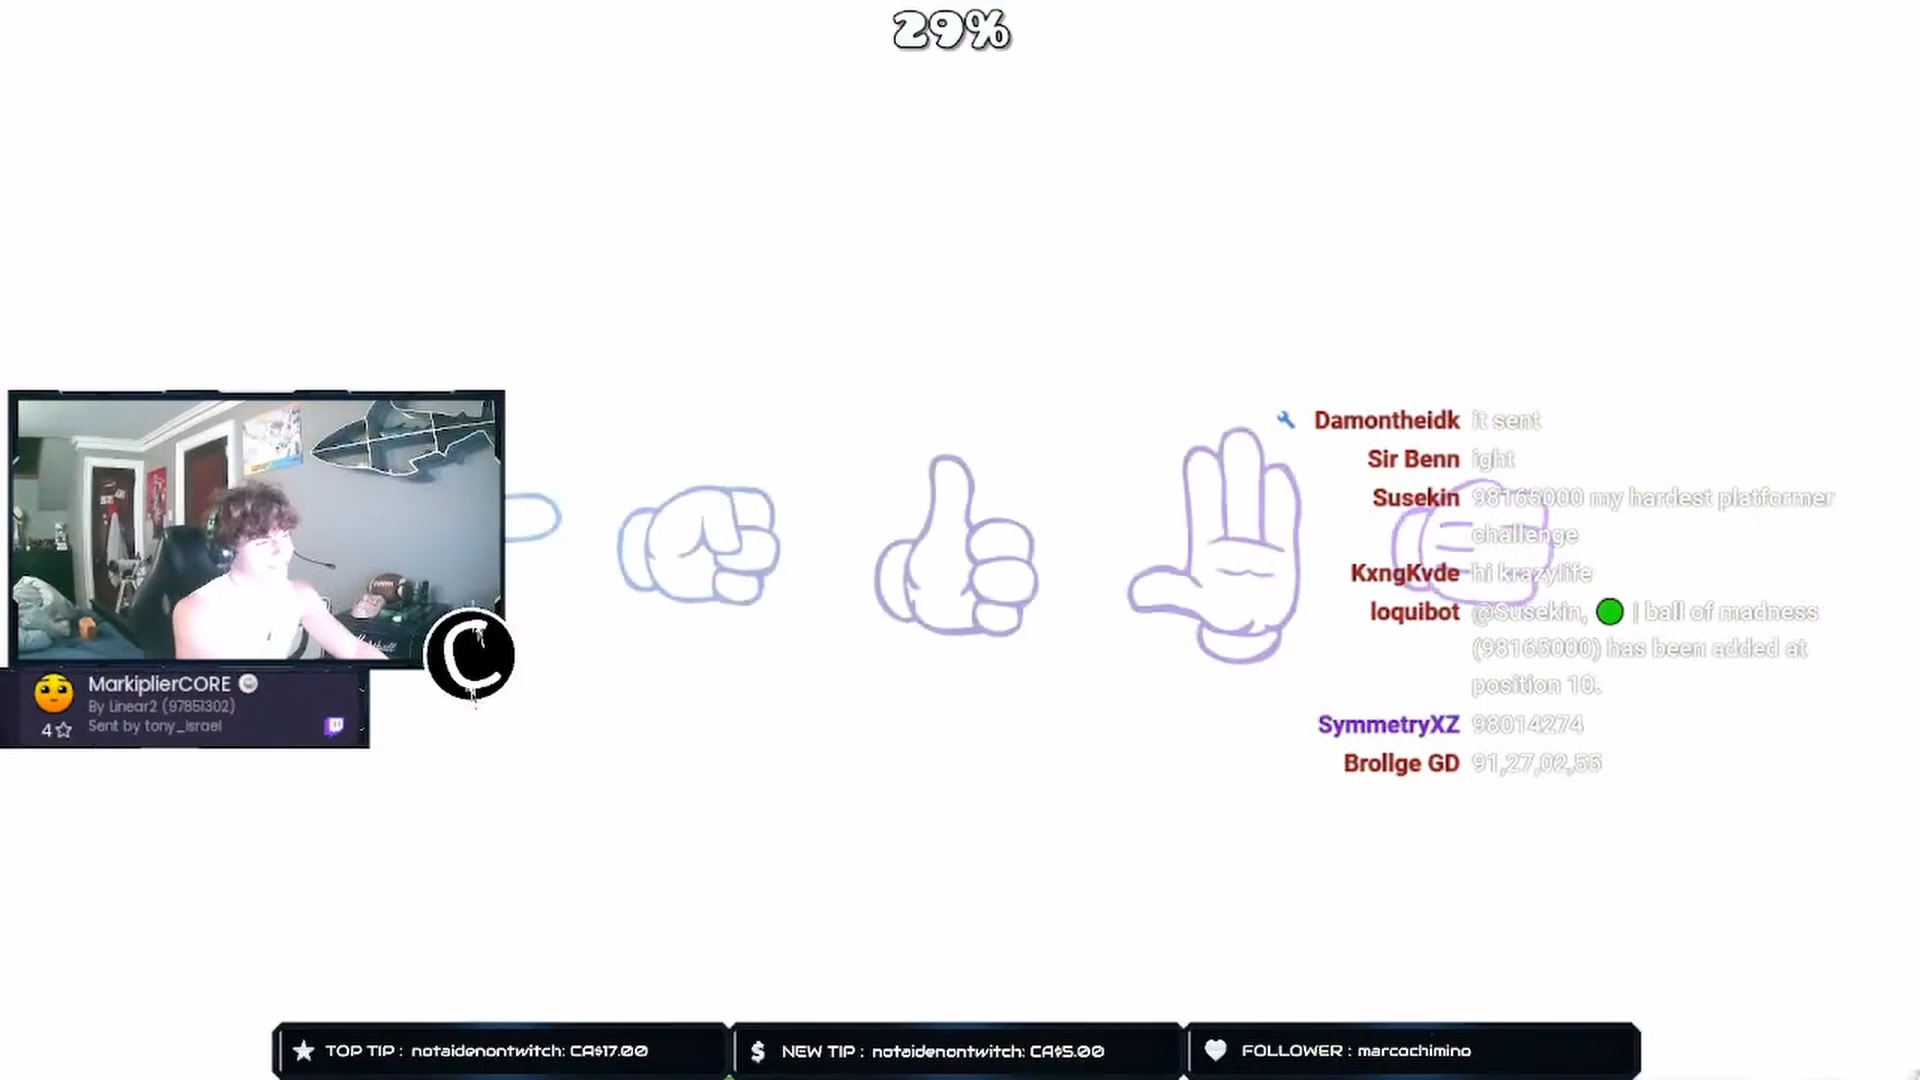 29%
Damontheidk it sent
Sir Benn ight
Susekin 98165000 my hardest platformer
challenge
KxngKvde hi krazylife
loquibot @Susekin, | ball of madness
(98165000) has been added at
position 10.
SymmetryXZ 98014274
Brollge GD 91,27,02,55
C
MarkiplierCORE
By Linear2 (97851302)
4 Sent by tony_israel
TOP TIP : notaidenontwitch: CA$17.00
NEW TIP : notaidenontwitch: CA$5.00
FOLLOWER : marcochimino